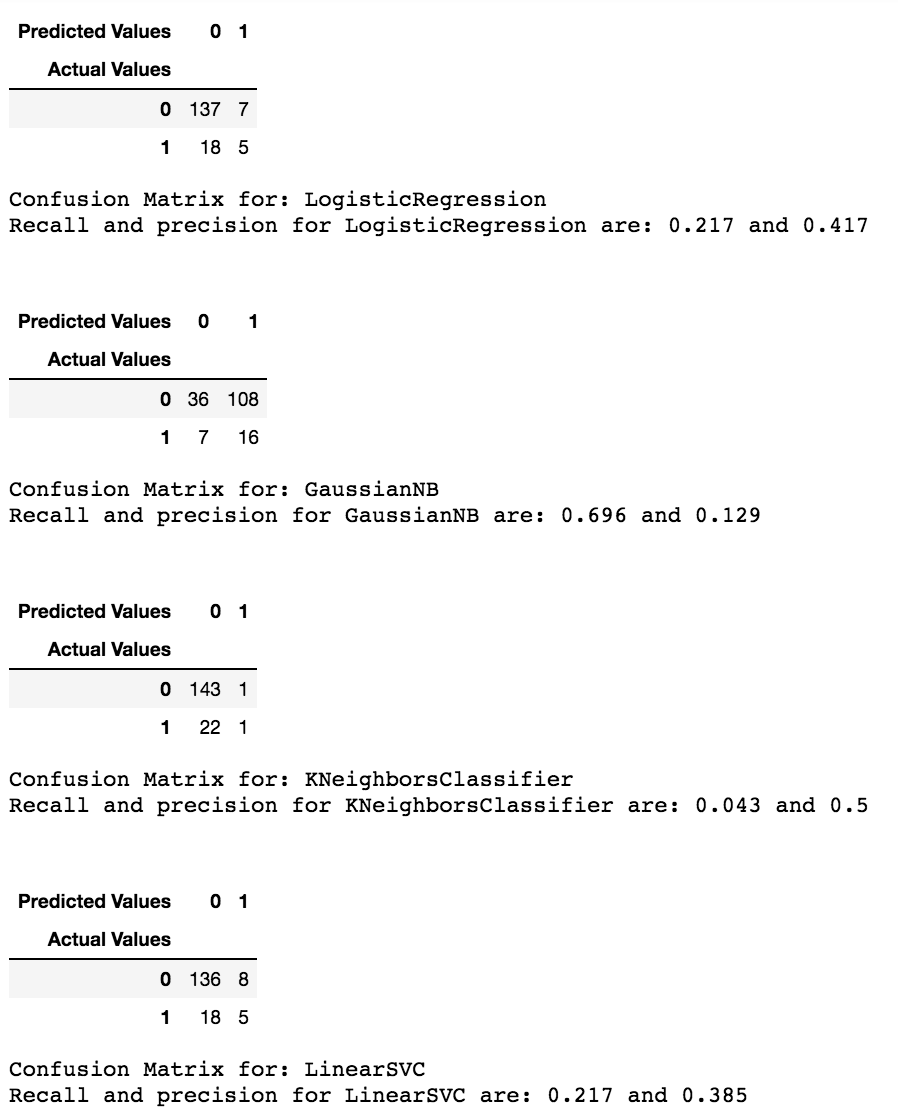 Predicted Values 0 1
Actual Values
0 137 7
1 18 5
Confusion Matrix for: LogisticRegression
Recall and precision for LogisticRegression are: 0.217 and 0.417
Predicted Values 0 1
Actual Values
0 36 108
1 7 16
Confusion Matrix for: GaussianNB
Recall and precision for GaussianNB are: 0.696 and 0.129
Predicted Values 0 1
Actual Values
0 143 1
1 22 1
Confusion Matrix for: KNeighborsClassifier
Recall and precision for KNeighborsClassifier are: 0.043 and 0.5
Predicted Values 0 1
Actual Values
0 136 8
1 18 5
Confusion Matrix for: LinearSVC
Recall and precision for LinearSVC are: 0.217 and 0.385